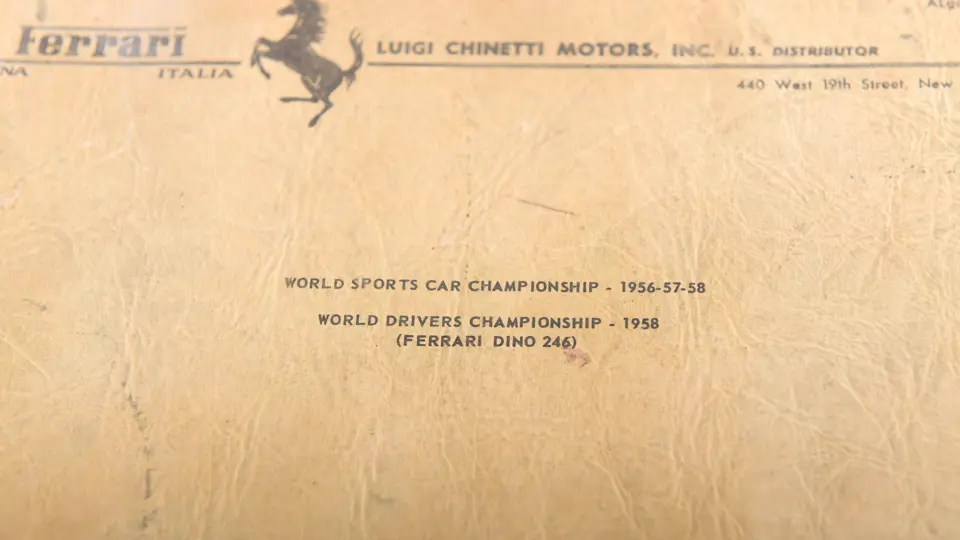 Ferrari
ITALIA
LUIGI CHINETTI MOTORS, INC. U. S. DISTRIBUTOR
440 West 19th Street, New
WORLD SPORTS CAR CHAMPIONSHIP - 1956-57-58
WORLD DRIVERS CHAMPIONSHIP - 1958
(FERRARI DINO 246)